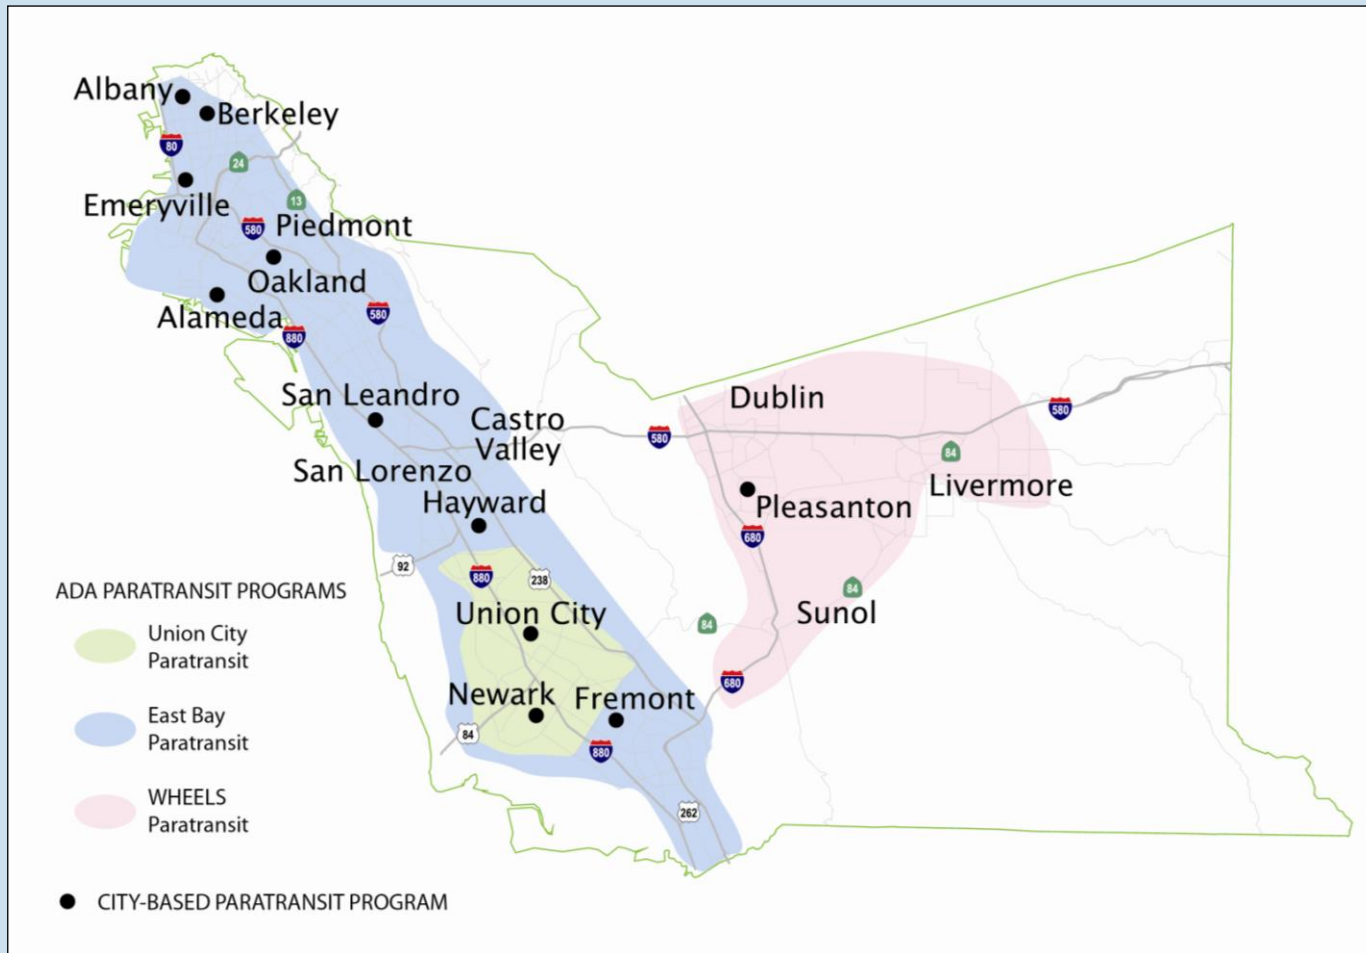 Albany
Berkeley
80
24
Emeryville
13
580
Piedmont
Oakland
Alameda
580
880
San Leandro
Castro
Valley
Dublin
580
580
San Lorenzo
84
Hayward
Livermore
Pleasanton
680
92
880
238
84
Union City
Sunol
84
Newark
Fremont
680
84
880
262
ADA PARATRANSIT PROGRAMS
Union City
Paratransit
East Bay
Paratransit
WHEELS
Paratransit
CITY-BASED PARATRANSIT PROGRAM